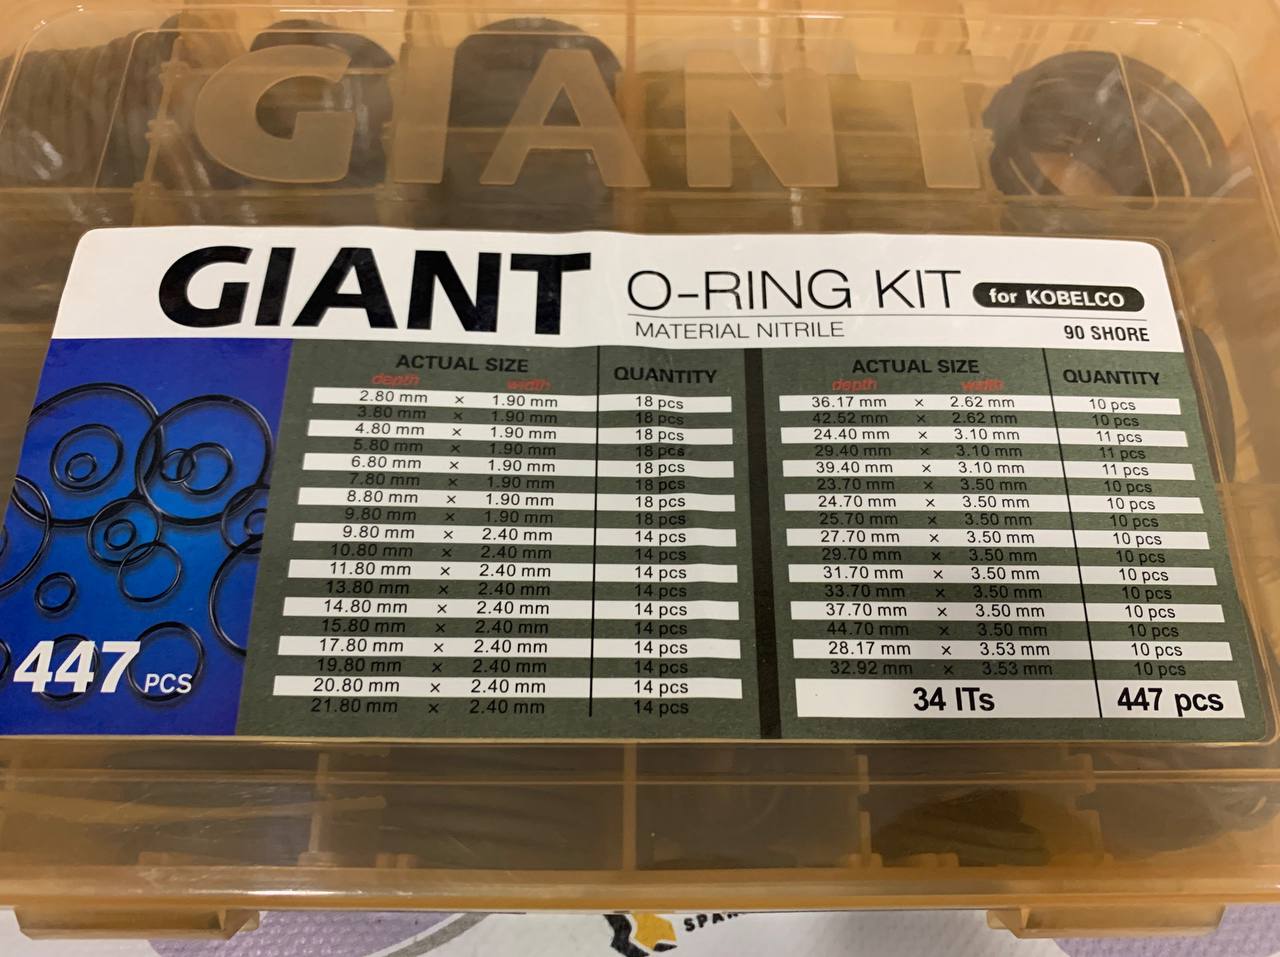 GIANT
GIANT
O-RING KIT for KOBELCO
MATERIAL NITRILE
90 SHORE
ACTUAL SIZE QUANTITY
depth width
2.80 mm × 1.90 mm 18 pcs
3.80 mm × 1.90 mm 18 pcs
4.80 mm × 1.90 mm 18 pcs
5.80 mm × 1.90 mm 18 pcs
6.80 mm × 1.90 mm 18 pcs
7.80 mm × 1.90 mm 18 pcs
8.80 mm × 1.90 mm 18 pcs
9.80 mm × 1.90 mm 18 pcs
9.80 mm × 2.40 mm 14 pcs
10.80 mm × 2.40 mm 14 pcs
11.80 mm × 2.40 mm 14 pcs
13.80 mm × 2.40 mm 14 pcs
14.80 mm × 2.40 mm 14 pcs
15.80 mm × 2.40 mm 14 pcs
17.80 mm × 2.40 mm 14 pcs
19.80 mm × 2.40 mm 14 pcs
20.80 mm × 2.40 mm 14 pcs
21.80 mm × 2.40 mm 14 pcs
ACTUAL SIZE QUANTITY
depth width
36.17 mm × 2.62 mm 10 pcs
42.52 mm × 2.62 mm 10 pcs
24.40 mm × 3.10 mm 11 pcs
29.40 mm × 3.10 mm 11 pcs
39.40 mm × 3.10 mm 11 pcs
23.70 mm × 3.50 mm 10 pcs
24.70 mm × 3.50 mm 10 pcs
25.70 mm × 3.50 mm 10 pcs
27.70 mm × 3.50 mm 10 pcs
29.70 mm × 3.50 mm 10 pcs
31.70 mm × 3.50 mm 10 pcs
33.70 mm × 3.50 mm 10 pcs
37.70 mm × 3.50 mm 10 pcs
44.70 mm × 3.50 mm 10 pcs
28.17 mm × 3.53 mm 10 pcs
32.92 mm × 3.53 mm 10 pcs
34 ITs 447 pcs
447 PCS